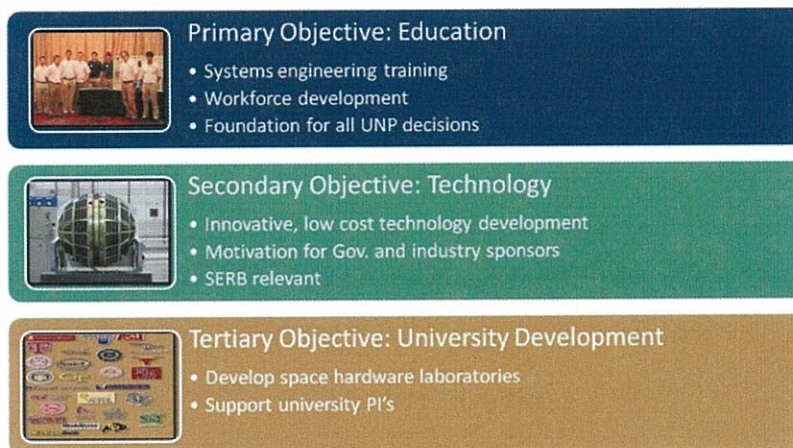 Primary Objective: Education
• Systems engineering training
• Workforce development
• Foundation for all UNP decisions
Secondary Objective: Technology
• Innovative, low cost technology development
• Motivation for Gov. and industry sponsors
• SERB relevant
Tertiary Objective: University Development
• Develop space hardware laboratories
• Support university PI's